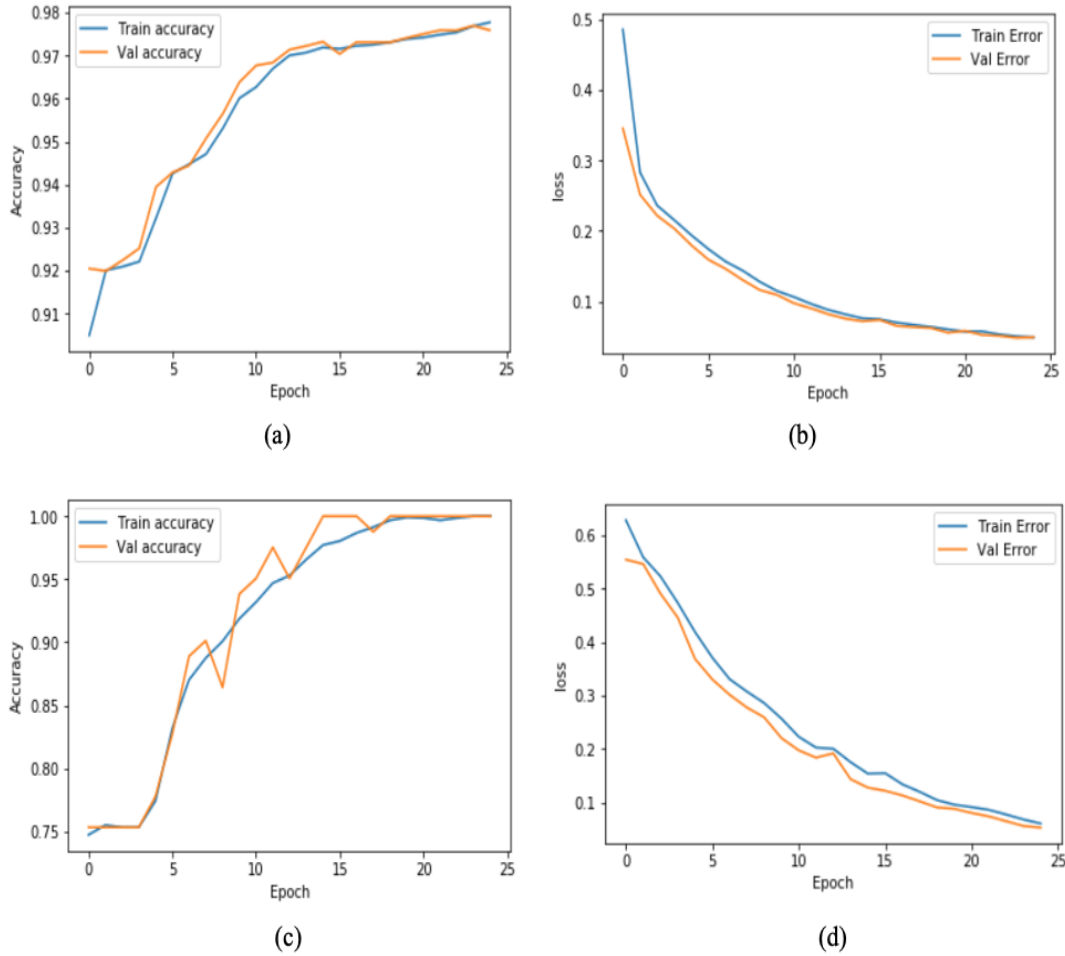 0.98
0.97
0.96
0.95
0.94
0.93
0.92
0.91
Accuracy
Train accuracy
Val accuracy
0 5 10 15 20 25
Epoch
(a)
0.5
0.4
0.3
0.2
0.1
loss
Train Error
Val Error
0 5 10 15 20 25
Epoch
(b)
1.00
0.95
0.90
0.85
0.80
0.75
Accuracy
Train accuracy
Val accuracy
0 5 10 15 20 25
Epoch
(c)
0.6
0.5
0.4
0.3
0.2
0.1
loss
Train Error
Val Error
0 5 10 15 20 25
Epoch
(d)